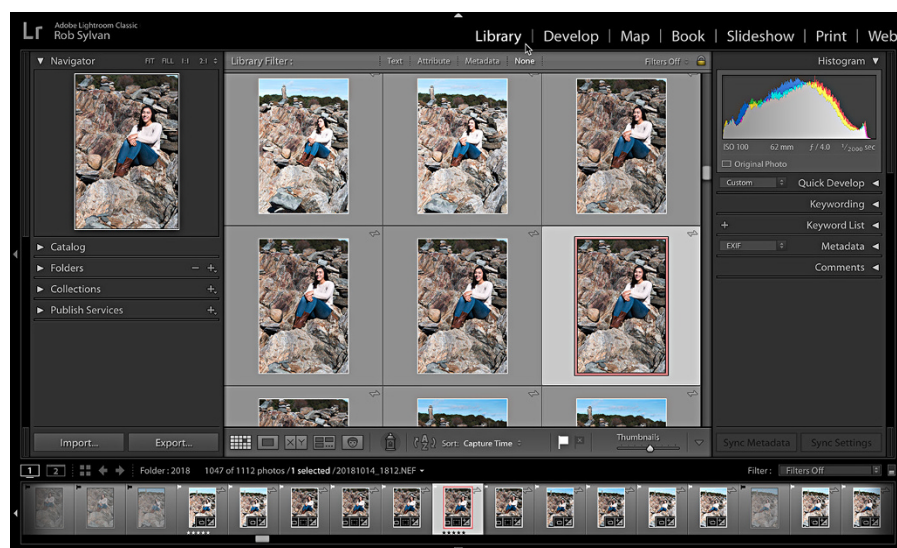 Lr Adobe Lightroom Classic
Rob Sylvan
Library | Develop | Map | Book | Slideshow | Print | Web
Navigator FIT FILL 1:1 2:1
Library Filter : Text Attribute Metadata None Filters Off
Histogram
ISO 100 62 mm ƒ / 4.0 1/2000 sec
Original Photo
Custom Quick Develop
Keywording
+ Keyword List
EXIF Metadata
Comments
Catalog
Folders − +
Collections +
Publish Services +
Import... Export...
XY Sort: Capture Time Thumbnails
Sync Metadata Sync Settings
1 2 Folder : 2018 1047 of 1112 photos / 1 selected / 20181014_1812.NEF Filter : Filters Off